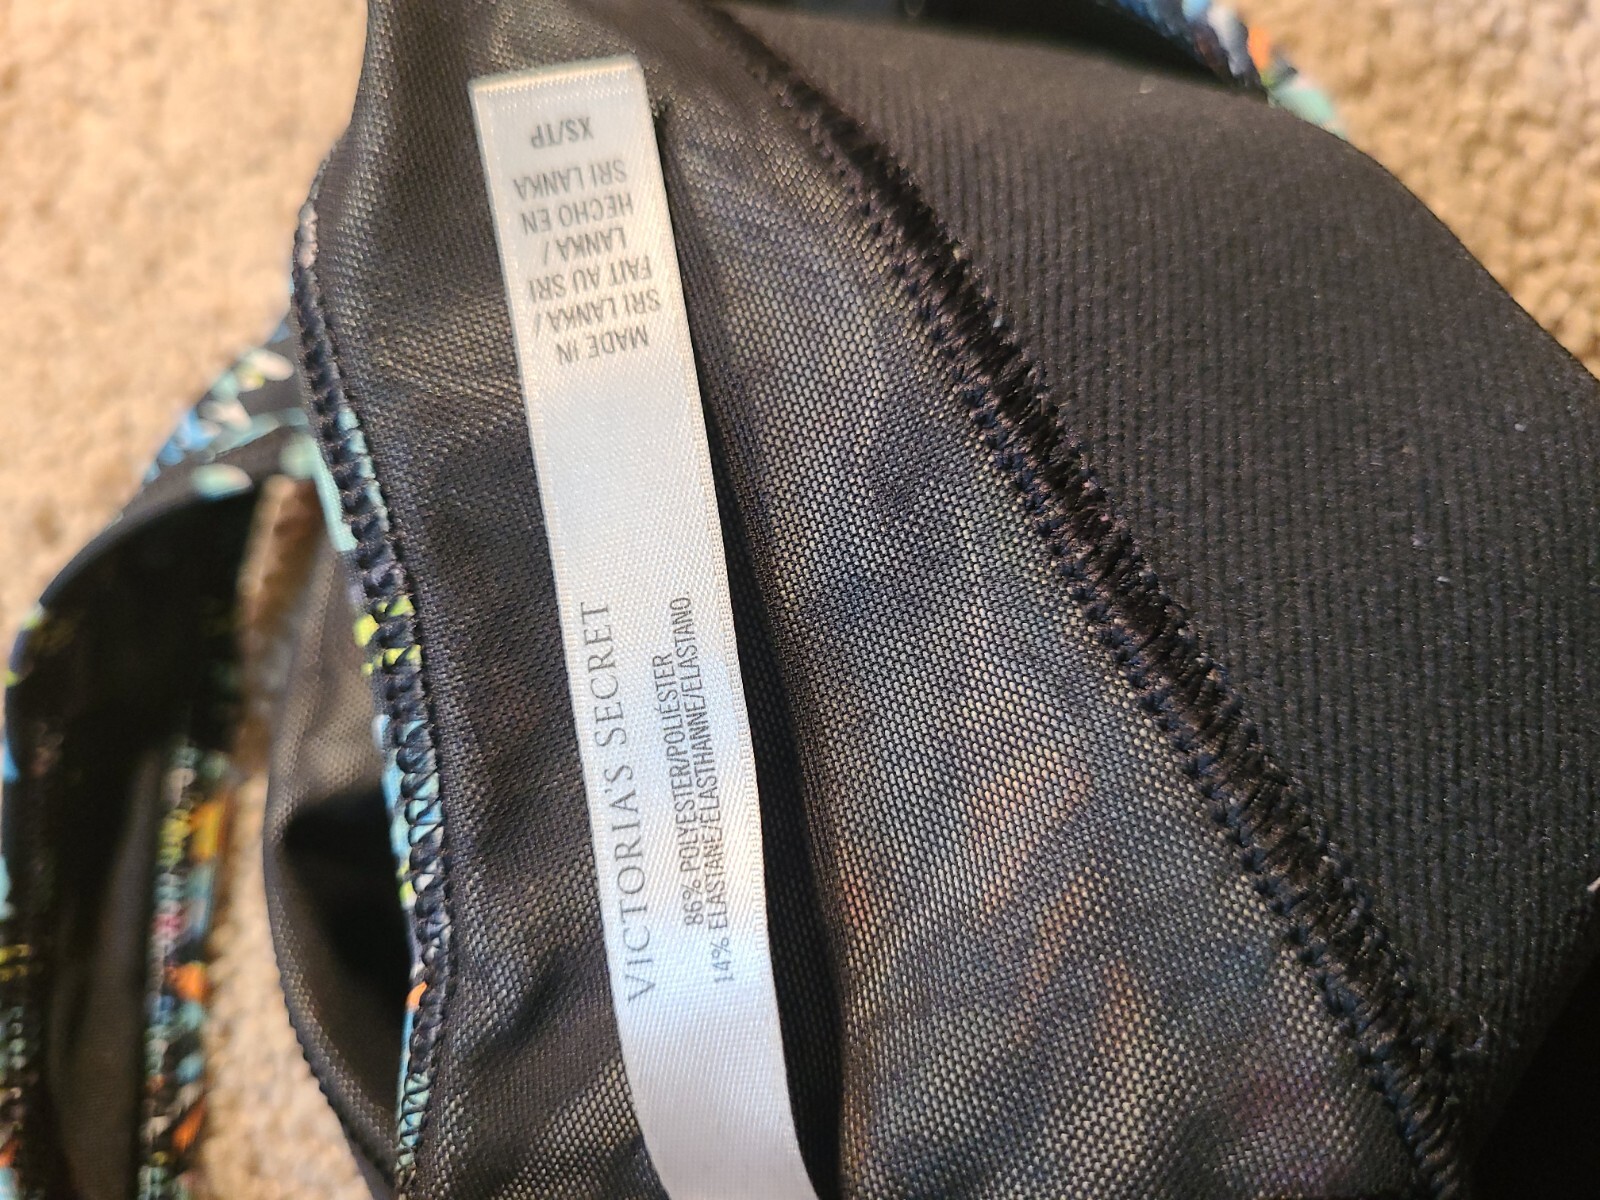 VICTORIA'S SECRET
86% POLYESTER/POLIÉSTER
14% ELASTANE/ELASTHANNE/ELASTANO
MADE IN
SRI LANKA /
FAIT AU SRI
LANKA /
HECHO EN
SRI LANKA
XS/TP